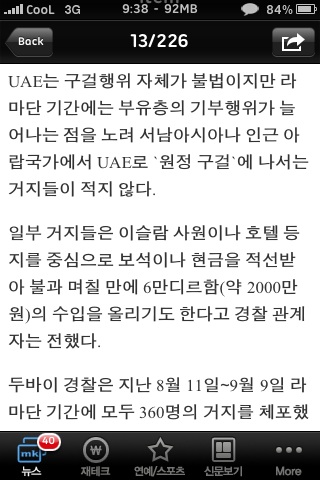 CooL 3G 9:38 - 92MB 84%
Back 13/226
UAE는 구걸행위 자체가 불법이지만 라
마단 기간에는 부유층의 기부행위가 늘
어나는 점을 노려 서남아시아나 인근 아
랍국가에서 UAE로 `원정 구걸`에 나서는
거지들이 적지 않다.
일부 거지들은 이슬람 사원이나 호텔 등
지를 중심으로 보석이나 현금을 적선받
아 불과 며칠 만에 6만디르함(약 2000만
원)의 수입을 올리기도 한다고 경찰 관계
자는 전했다.
두바이 경찰은 지난 8월 11일~9월 9일 라
마단 기간에 모두 360명의 거지를 체포했
mk 40
뉴스 재테크 연예/스포츠 신문보기 More